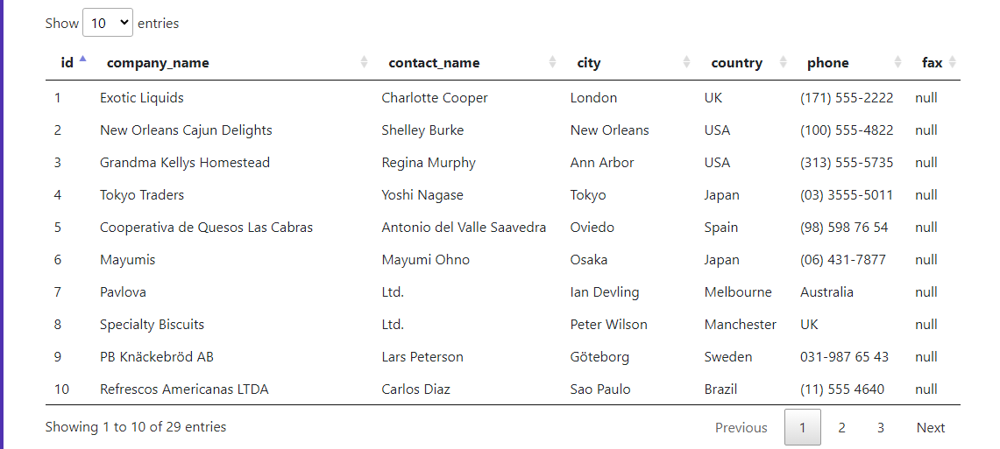 Show 10 entries
id company_name contact_name city country phone fax
1 Exotic Liquids Charlotte Cooper London UK (171) 555-2222 null
2 New Orleans Cajun Delights Shelley Burke New Orleans USA (100) 555-4822 null
3 Grandma Kellys Homestead Regina Murphy Ann Arbor USA (313) 555-5735 null
4 Tokyo Traders Yoshi Nagase Tokyo Japan (03) 3555-5011 null
5 Cooperativa de Quesos Las Cabras Antonio del Valle Saavedra Oviedo Spain (98) 598 76 54 null
6 Mayumis Mayumi Ohno Osaka Japan (06) 431-7877 null
7 Pavlova Ltd. Ian Devling Melbourne Australia null
8 Specialty Biscuits Ltd. Peter Wilson Manchester UK null
9 PB Knäckebröd AB Lars Peterson Göteborg Sweden 031-987 65 43 null
10 Refrescos Americanas LTDA Carlos Diaz Sao Paulo Brazil (11) 555 4640 null
Showing 1 to 10 of 29 entries Previous 1 2 3 Next